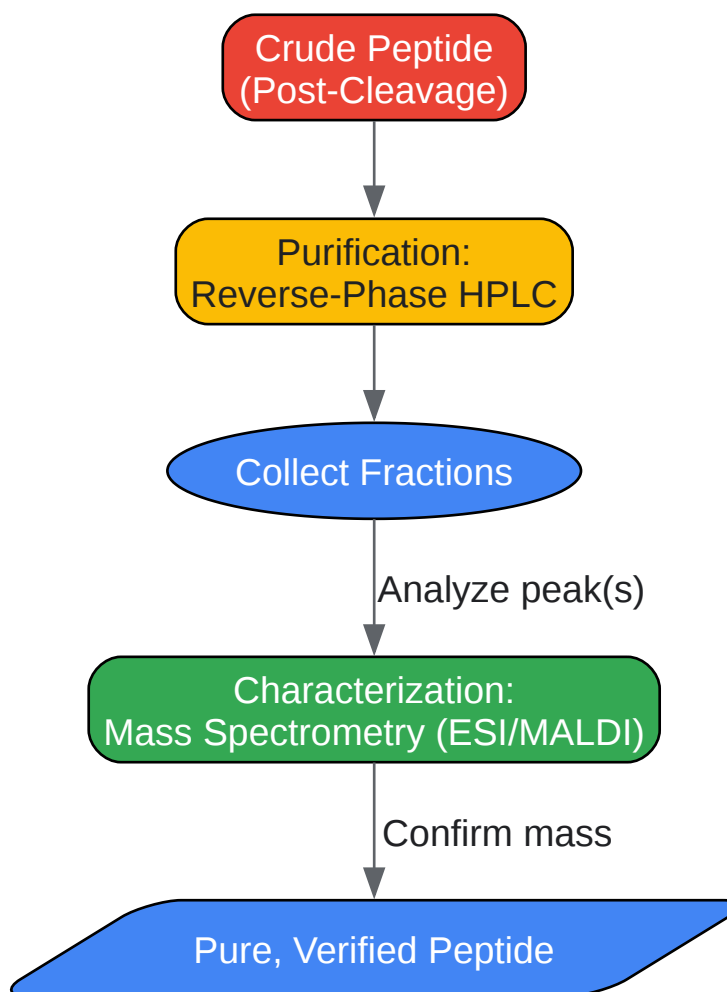 Crude Peptide
(Post-Cleavage)
Purification:
Reverse-Phase HPLC
Collect Fractions
Analyze peak(s)
Characterization:
Mass Spectrometry (ESI/MALDI)
Confirm mass
Pure, Verified Peptide